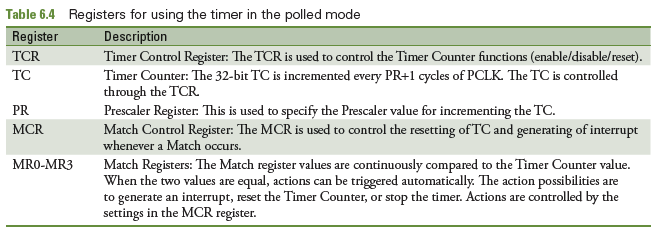 Table 6.4 Registers for using the timer in the polled mode
Register Description
TCR Timer Control Register: The TCR is used to control the Timer Counter functions (enable/disable/reset).
TC Timer Counter: The 32-bit TC is incremented every PR+1 cycles of PCLK. The TC is controlled
through the TCR.
PR Prescaler Register: This is used to specify the Prescaler value for incrementing the TC.
MCR Match Control Register: The MCR is used to control the resetting of TC and generating of interrupt
whenever a Match occurs.
MR0-MR3 Match Registers: The Match register values are continuously compared to the Timer Counter value.
When the two values are equal, actions can be triggered automatically. The action possibilities are
to generate an interrupt, reset the Timer Counter, or stop the timer. Actions are controlled by the
settings in the MCR register.